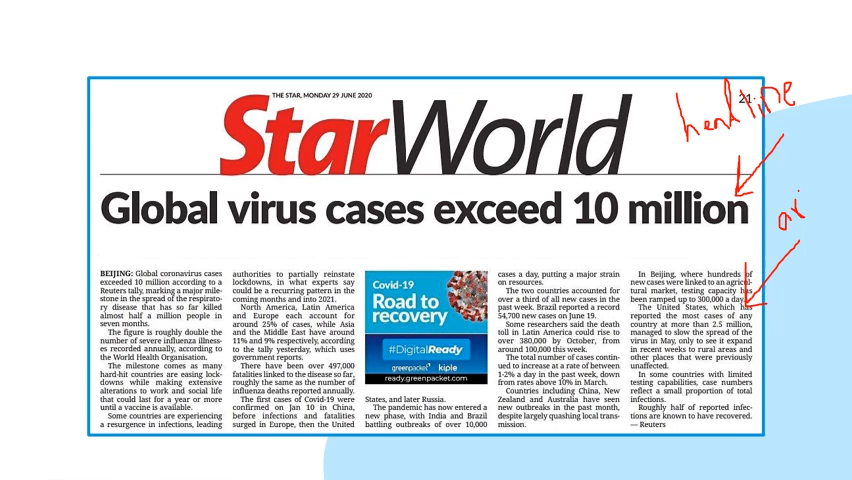 THE STAR, MONDAY 29 JUNE 2020
21
StarWorld
headline
Global virus cases exceed 10 million
BEIJING: Global coronavirus cases
exceeded 10 million according to a
Reuters tally, marking a major mile-
stone in the spread of the respirato-
ry disease that has so far killed
almost half a million people in
seven months.
The figure is roughly double the
number of severe influenza illness-
es recorded annually, according to
the World Health Organisation.
The milestone comes as many
hard-hit countries are easing lock-
downs while making extensive
alterations to work and social life
that could last for a year or more
until a vaccine is available.
Some countries are experiencing
a resurgence in infections, leading
authorities to partially reinstate
lockdowns, in what experts say
could be a recurring pattern in the
coming months and into 2021.
North America, Latin America
and Europe each account for
around 25% of cases, while Asia
and the Middle East have around
11% and 9% respectively, according
to the tally yesterday, which uses
government reports.
There have been over 497,000
fatalities linked to the disease so far,
roughly the same as the number of
influenza deaths reported annually.
The first cases of Covid-19 were
confirmed on Jan 10 in China,
before infections and fatalities
surged in Europe, then the United
Covid-19
Road to
recovery
#DigitalReady
greenpacket kiple
ready.greenpacket.com
States, and later Russia.
The pandemic has now entered a
new phase, with India and Brazil
battling outbreaks of over 10,000
cases a day, putting a major strain
on resources.
The two countries accounted for
over a third of all new cases in the
past week. Brazil reported a record
54,700 new cases on June 19.
Some researchers said the death
toll in Latin America could rise to
over 380,000 by October, from
around 100,000 this week.
The total number of cases contin-
ued to increase at a rate of between
1-2% a day in the past week, down
from rates above 10% in March.
Countries including China, New
Zealand and Australia have seen
new outbreaks in the past month,
despite largely quashing local trans-
mission.
In Beijing, where hundreds of
new cases were linked to an agricul-
tural market, testing capacity has
been ramped up to 300,000 a day.
The United States, which has
reported the most cases of any
country at more than 2.5 million,
managed to slow the spread of the
virus in May, only to see it expand
in recent weeks to rural areas and
other places that were previously
unaffected.
In some countries with limited
testing capabilities, case numbers
reflect a small proportion of total
infections.
Roughly half of reported infec-
tions are known to have recovered.
— Reuters